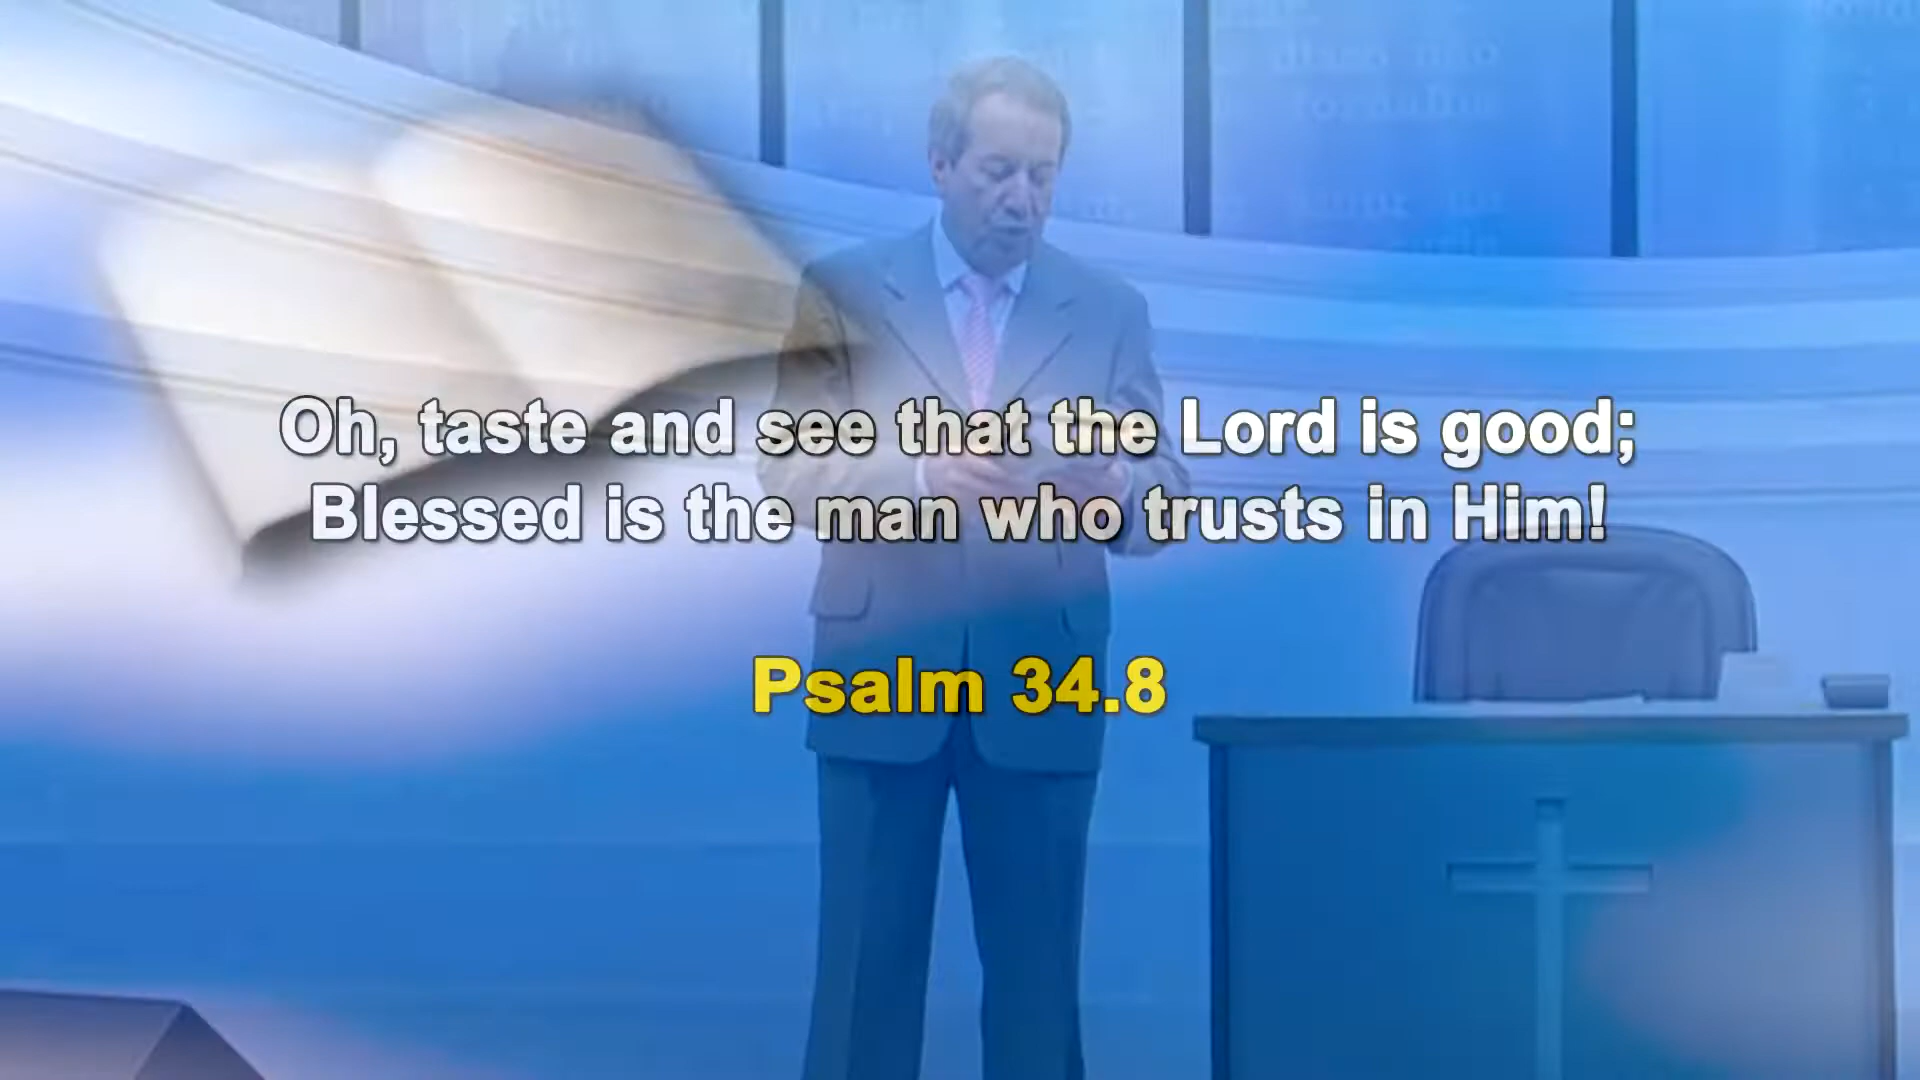 Oh, taste and see that the Lord is good;
Blessed is the man who trusts in Him!
Psalm 34.8